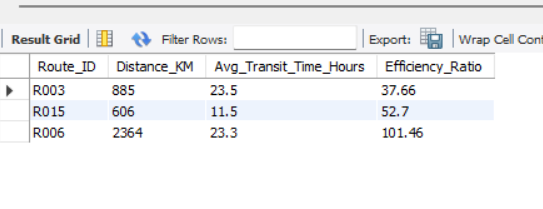 Result Grid Filter Rows: Export: Wrap Cell Cont
Route_ID Distance_KM Avg_Transit_Time_Hours Efficiency_Ratio
R003 885 23.5 37.66
R015 606 11.5 52.7
R006 2364 23.3 101.46